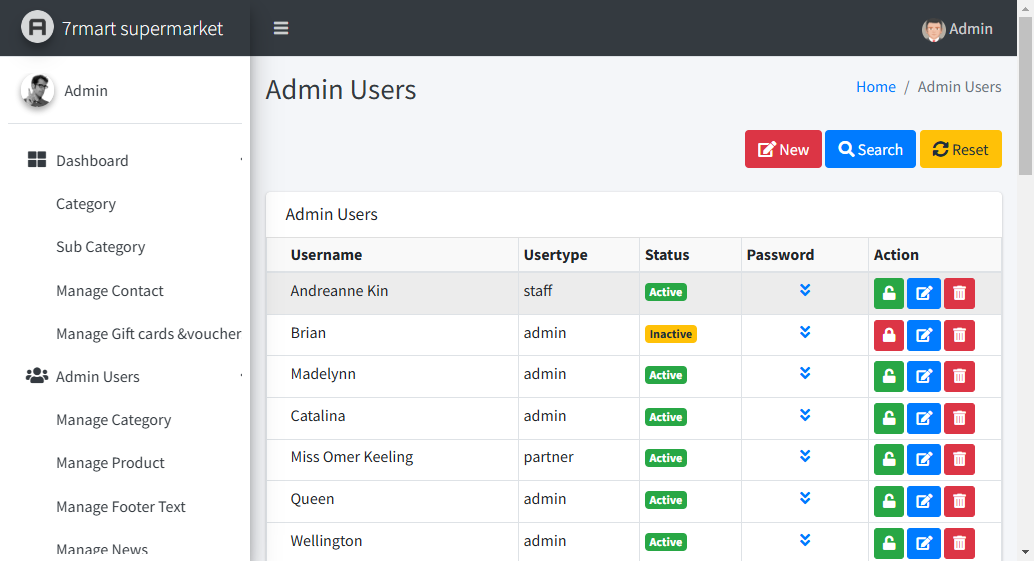 7rmart supermarket
Admin
Admin
Dashboard
Category
Sub Category
Manage Contact
Manage Gift cards &voucher
Admin Users
Manage Category
Manage Product
Manage Footer Text
Manage News
Admin Users
Home / Admin Users
New Search Reset
Admin Users
Username Usertype Status Password Action
Andreanne Kin staff Active
Brian admin Inactive
Madelynn admin Active
Catalina admin Active
Miss Omer Keeling partner Active
Queen admin Active
Wellington admin Active